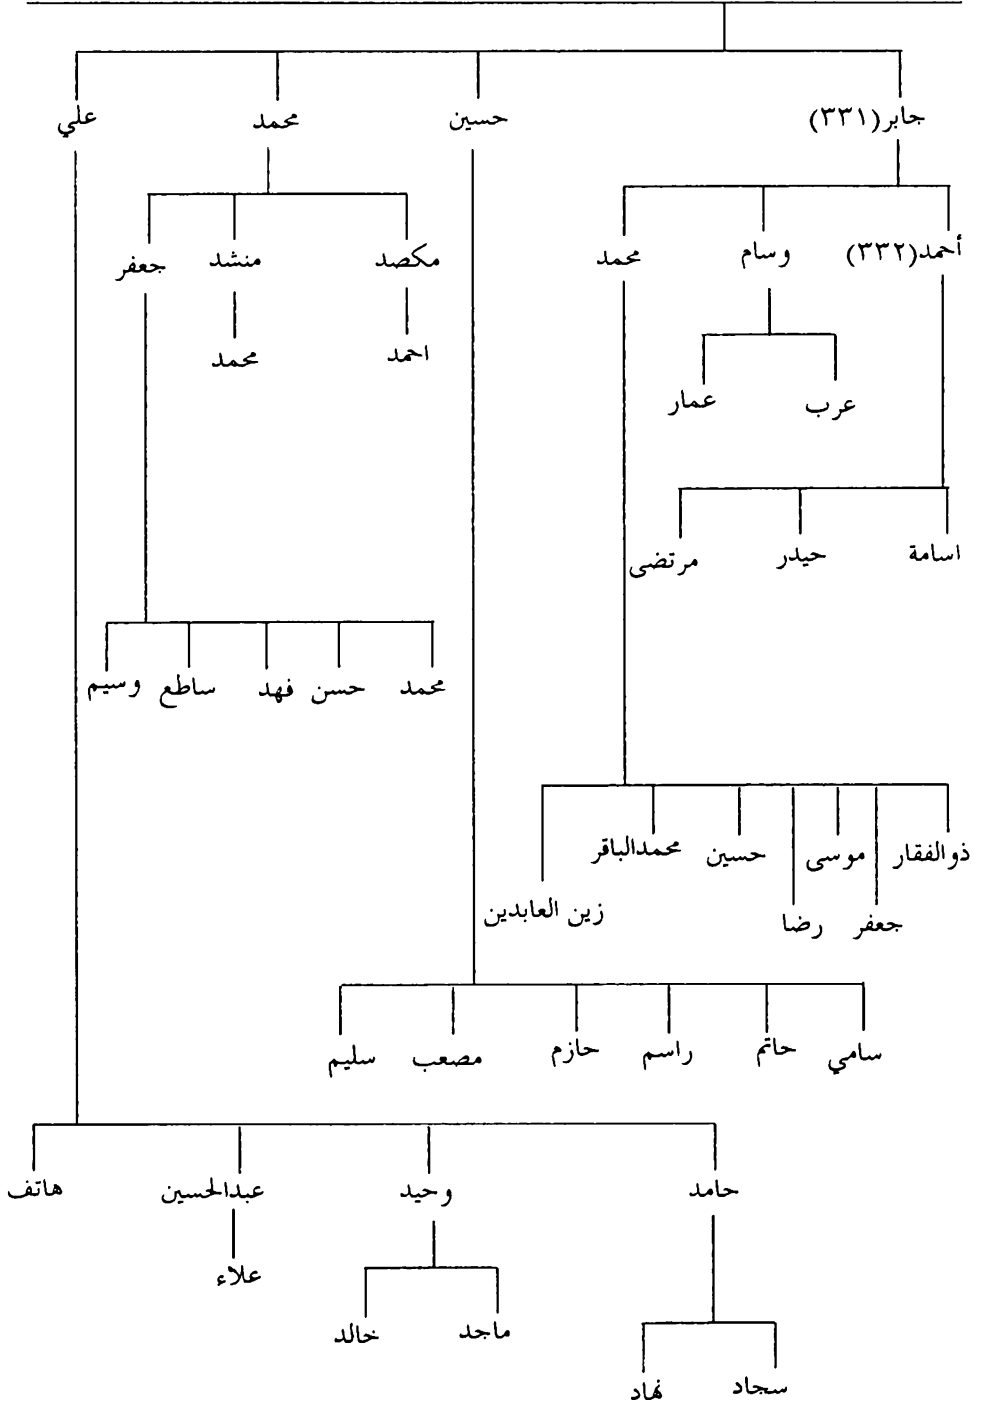 جابر(٣٣١) حسين محمد علي
أحمد(٣٣٢) وسام محمد مكصد منشد جعفر
احمد محمد
عرب عمار
اسامة حيدر مرتضى
محمد حسن فهد ساطع وسيم
ذوالفقار موسى حسين محمدالباقر
جعفر رضا زين العابدين
سامي حاتم راسم حازم مصعب سليم
حامد وحيد عبدالحسين هاتف
علاء
ماجد خالد
سجاد نهاد